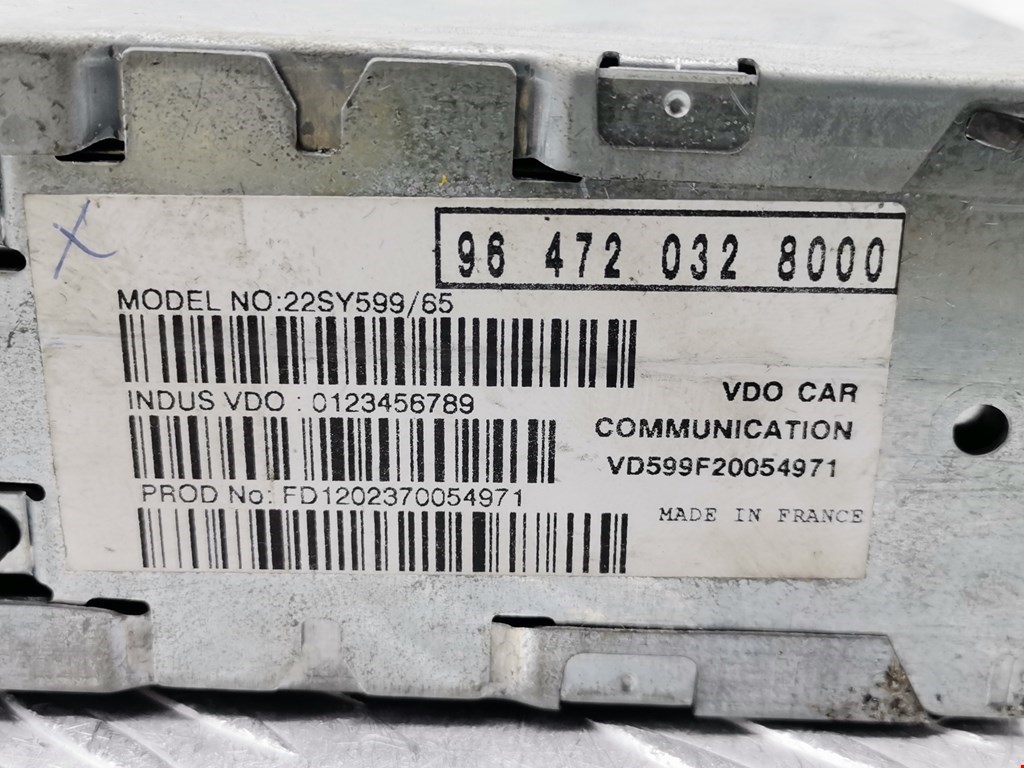 X
96 472 032 8000
MODEL NO:22SY599/65
INDUS VDO : 0123456789
VDO CAR
COMMUNICATION
VD599F20054971
PROD No: FD1202370054971
MADE IN FRANCE